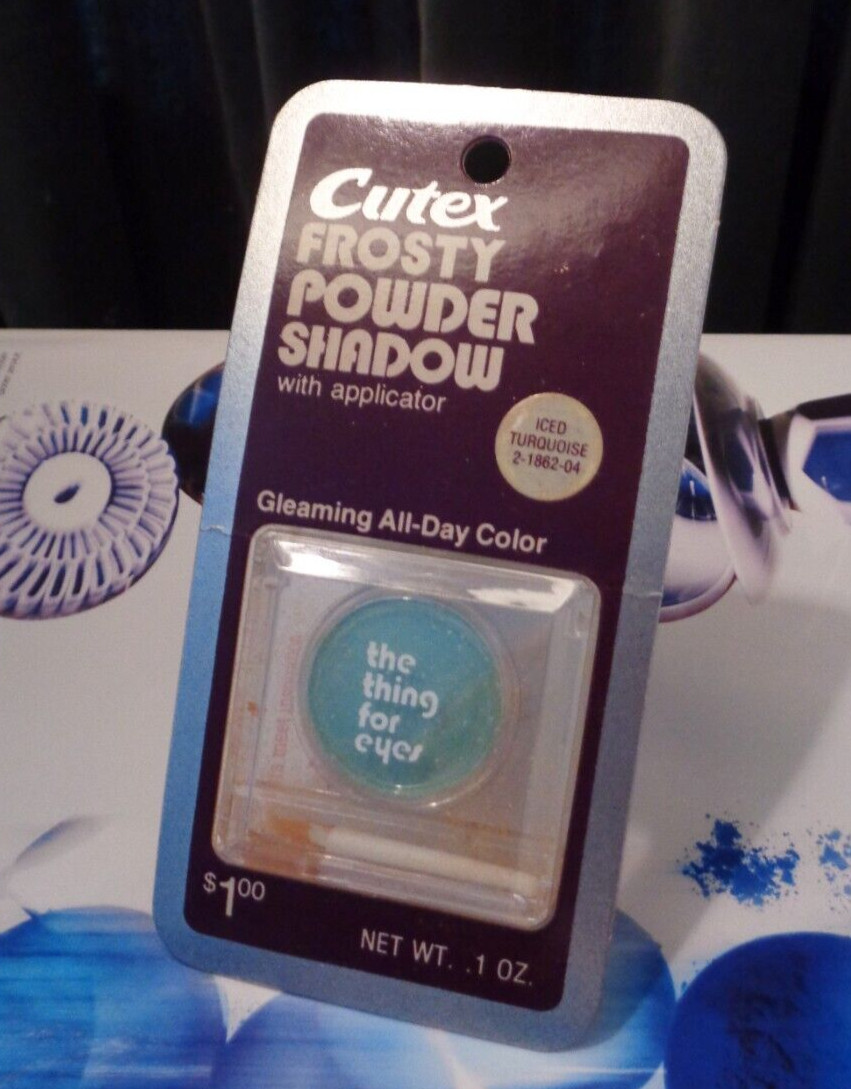 Cutex
FROSTY
POWDER
SHADOW
with applicator
ICED
TURQUOISE
2-1862-04
Gleaming All-Day Color
the
thing
for
eyes
$1.00
NET WT. .1 OZ.